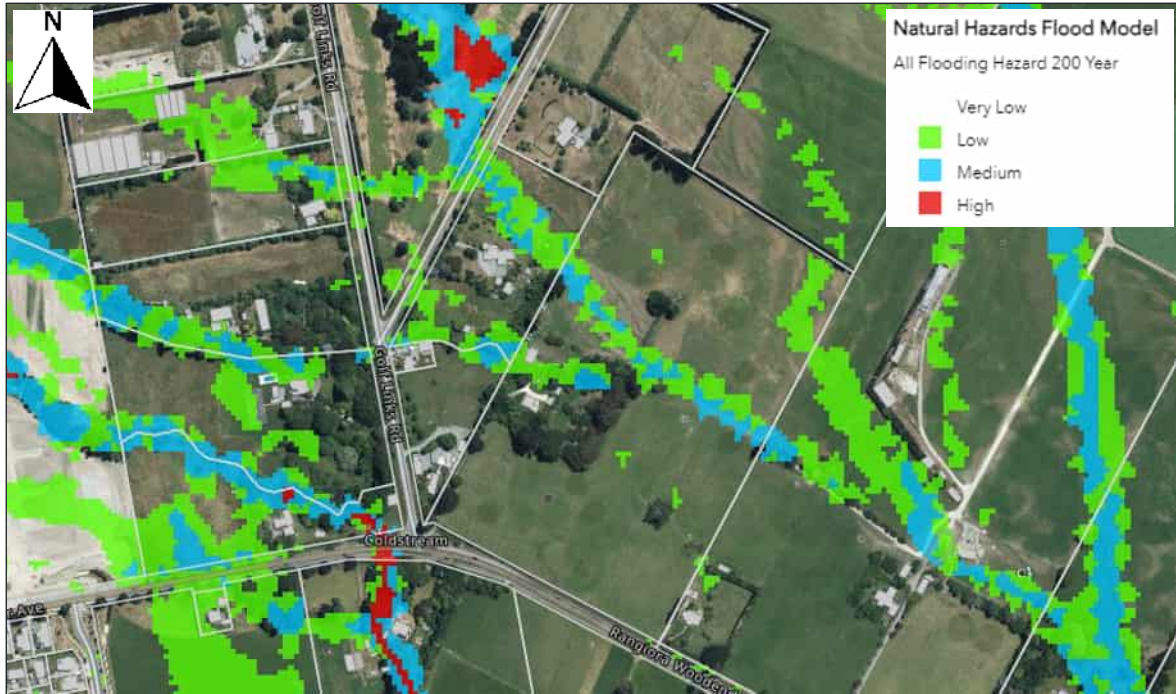 N
Natural Hazards Flood Model
All Flooding Hazard 200 Year
Very Low
Low
Medium
High
Golf Links Rd
Golf Links Rd
Coldstream
Ave
Rangiora Woodend